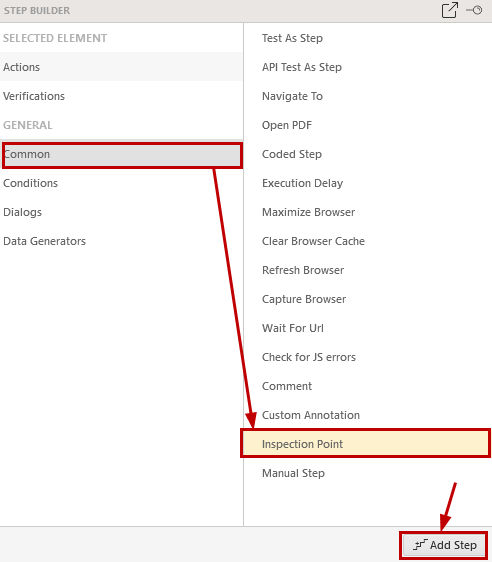 STEP BUILDER
SELECTED ELEMENT
Actions
Verifications
GENERAL
Common
Conditions
Dialogs
Data Generators
Test As Step
API Test As Step
Navigate To
Open PDF
Coded Step
Execution Delay
Maximize Browser
Clear Browser Cache
Refresh Browser
Capture Browser
Wait For Url
Check for JS errors
Comment
Custom Annotation
Inspection Point
Manual Step
Add Step